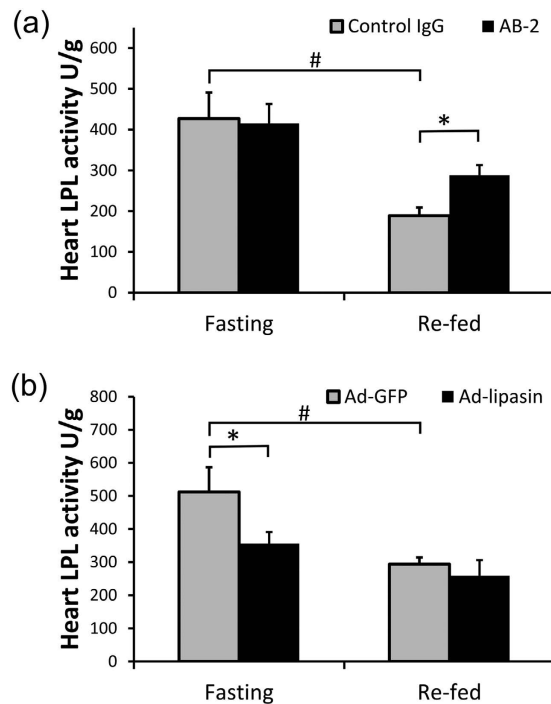 (a)
Control IgG AB-2
Heart LPL activity U/g
600
500
400
300
200
100
0
#
*
Fasting Re-fed
(b)
Ad-GFP Ad-lipasin
Heart LPL activity U/g
800
700
600
500
400
300
200
100
0
#
*
Fasting Re-fed